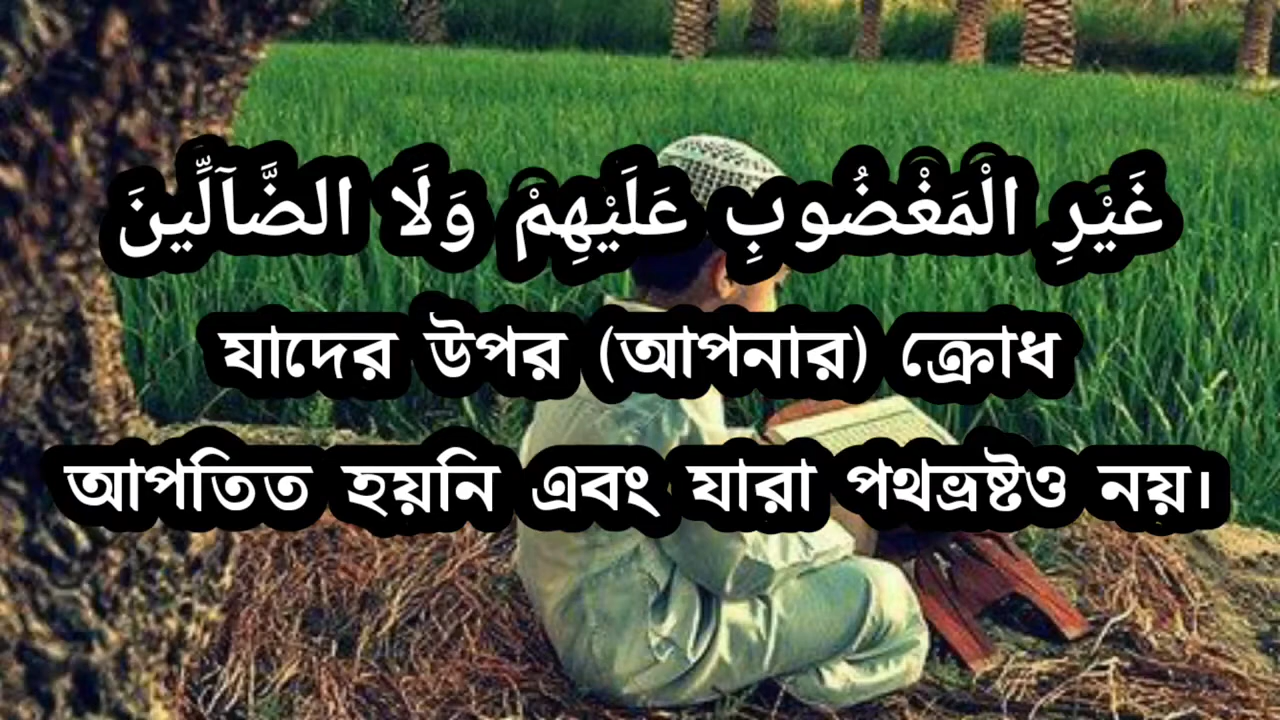 غَيْرِ الْمَغْضُوبِ عَلَيْهِمْ وَلَا الضَّآلِّينَ
যাদের উপর (আপনার) ক্রোধ
আপতিত হয়নি এবং যারা পথভ্রষ্টও নয়।